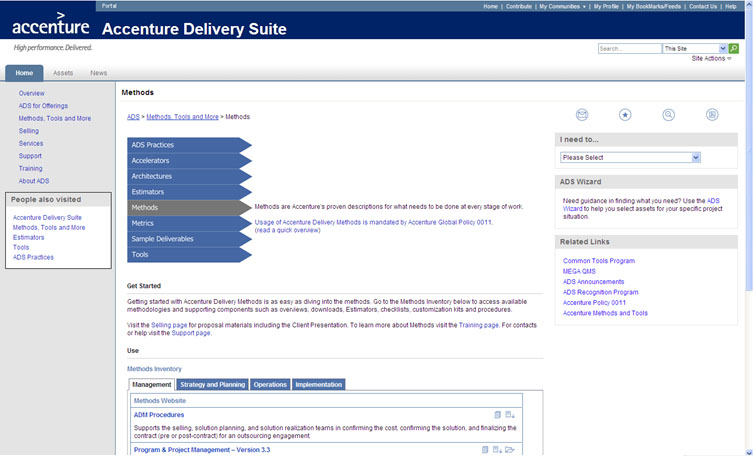 Portal
Home | Contribute | My Communities ▾ | My Profile | My BookMarks/Feeds | Contact Us | Help
accenture
Accenture Delivery Suite
High performance. Delivered.
Search...
This Site
Site Actions
Home
Assets
News
Overview
ADS for Offerings
Methods, Tools and More
Selling
Services
Support
Training
About ADS
People also visited
Accenture Delivery Suite
Methods, Tools and More
Estimators
Tools
ADS Practices
Methods
ADS > Methods, Tools and More > Methods
ADS Practices
Accelerators
Architectures
Estimators
Methods
Metrics
Sample Deliverables
Tools
Methods are Accenture's proven descriptions for what needs to be done at every stage of work.
Usage of Accenture Delivery Methods is mandated by Accenture Global Policy 0011.
(read a quick overview)
Get Started
Getting started with Accenture Delivery Methods is as easy as diving into the methods. Go to the Methods Inventory below to access available
methodologies and supporting components such as overviews, downloads, Estimators, checklists, customization kits and procedures.
Visit the Selling page for proposal materials including the Client Presentation. To learn more about Methods visit the Training page. For contacts
or help visit the Support page.
Use
Methods Inventory
Management
Strategy and Planning
Operations
Implementation
Methods Website
ADM Procedures
Supports the selling, solution planning, and solution realization teams in confirming the cost, confirming the solution, and finalizing the
contract (pre or post-contract) for an outsourcing engagement.
Program & Project Management – Version 3.3
I need to...
Please Select
ADS Wizard
Need guidance in finding what you need? Use the ADS
Wizard to help you select assets for your specific project
situation.
Related Links
Common Tools Program
MEGA QMS
ADS Announcements
ADS Recognition Program
Accenture Policy 0011
Accenture Methods and Tools